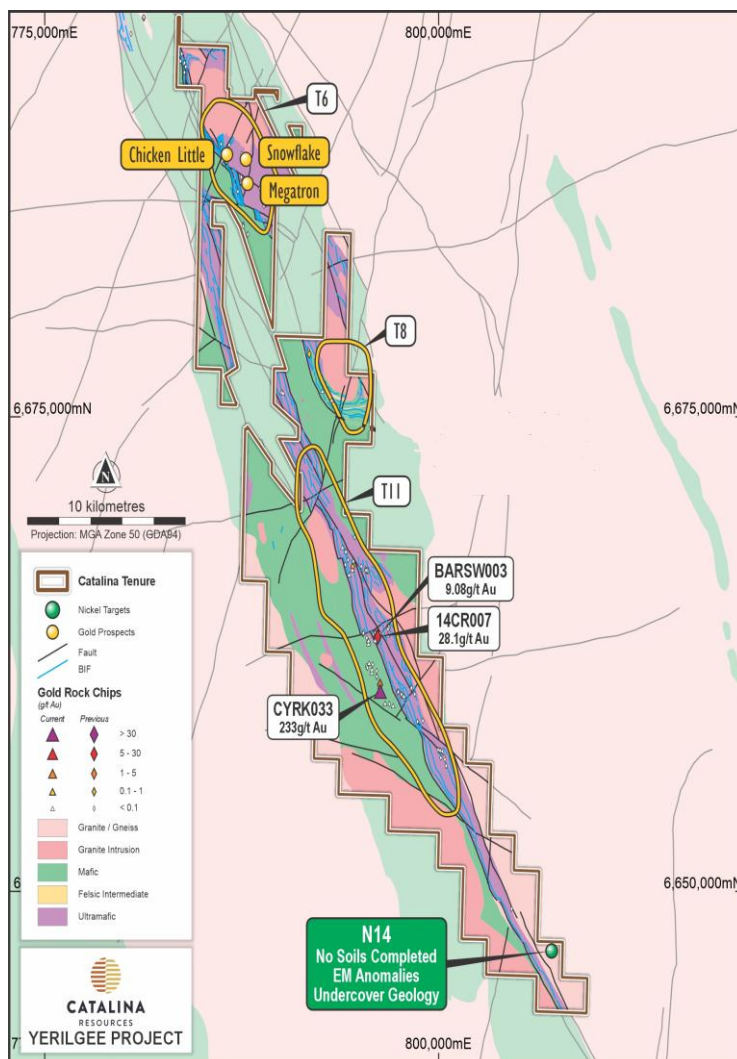 775,000mE
800,000mE
T6
Chicken Little
Snowflake
Megatron
T8
6,675,000mN
6,675,000mN
N
10 kilometres
Projection: MGA Zone 50 (GDA94)
T11
BARSW003
9.08g/t Au
14CR007
28.1g/t Au
CYRK033
233g/t Au
Catalina Tenure
Nickel Targets
Gold Prospects
Fault
BIF
Gold Rock Chips
(g/t Au)
Current Previous
> 30
5 - 30
1 - 5
0.1 - 1
< 0.1
Granite / Gneiss
Granite Intrusion
Mafic
Felsic Intermediate
Ultramafic
6,650,000mN
N14
No Soils Completed
EM Anomalies
Undercover Geology
CATALINA
RESOURCES
YERILGEE PROJECT
800,000mE